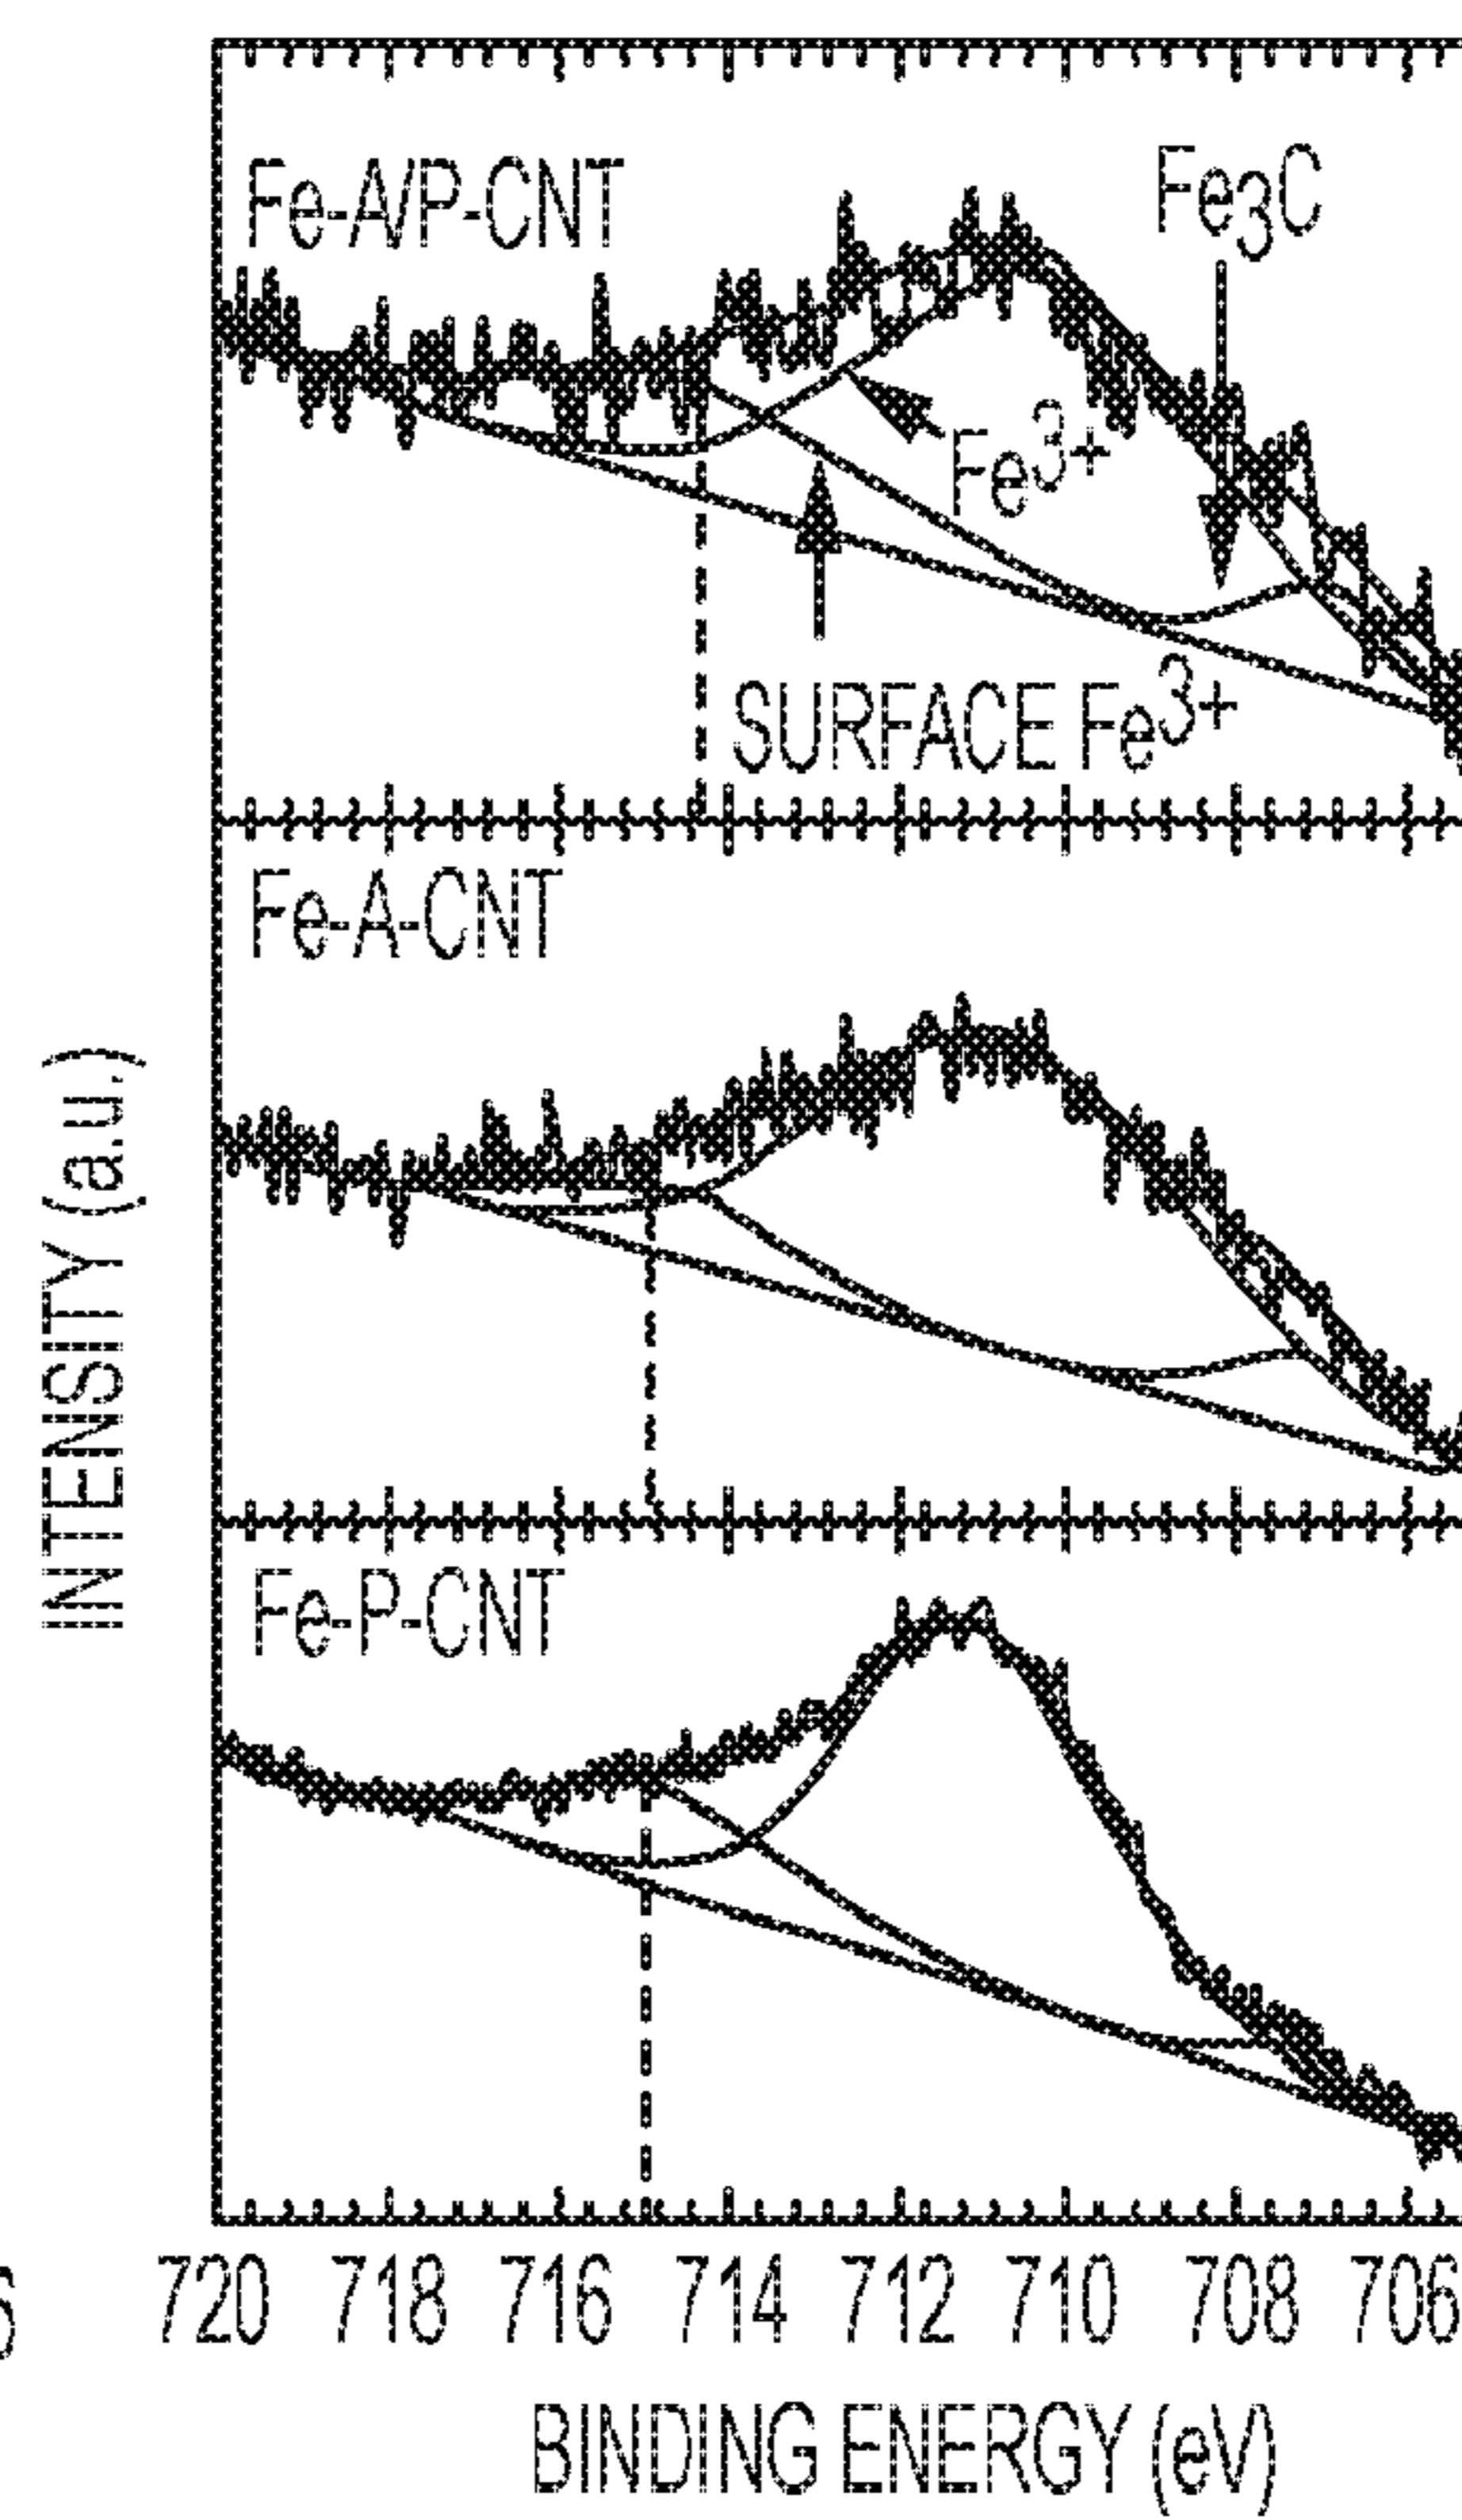 Fe-A/P-CNT
Fe3C
Fe3+
SURFACE Fe3+
Fe-A-CNT
INTENSITY (a.u.)
Fe-P-CNT
720 718 716 714 712 710 708 706
BINDING ENERGY (eV)